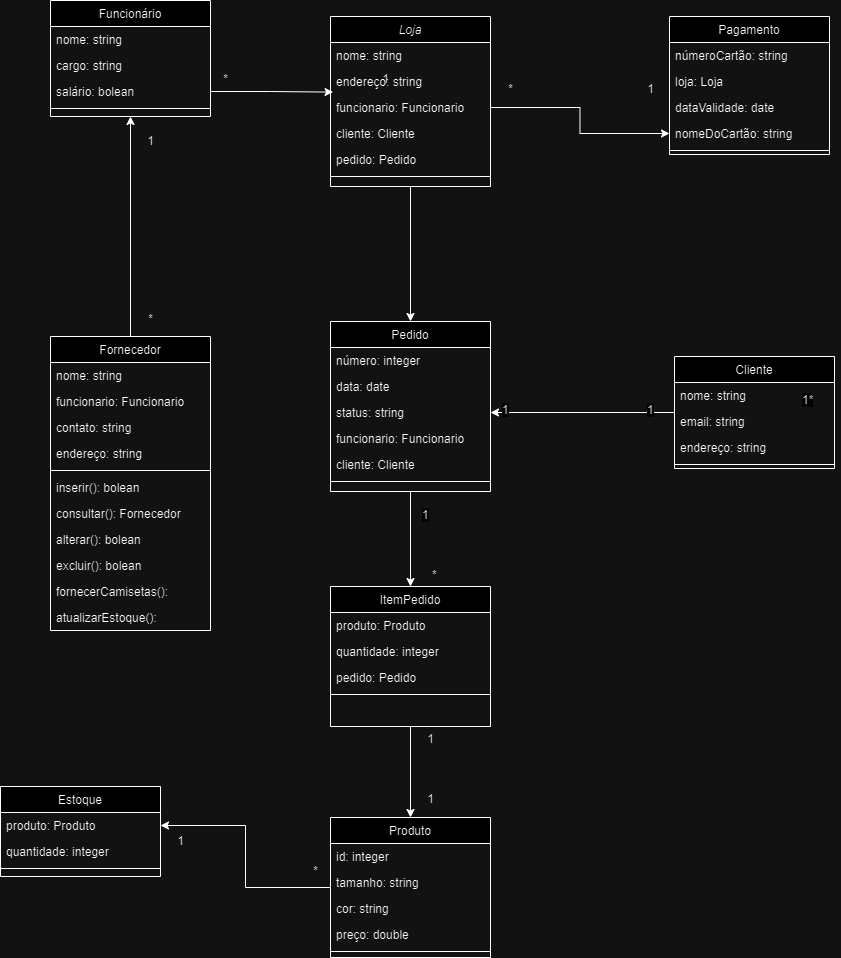 Funcionário
nome: string
cargo: string
salário: bolean
*
1
Loja
nome: string
endereço: string
1
funcionario: Funcionario
cliente: Cliente
pedido: Pedido
*
1
Pagamento
númeroCartão: string
loja: Loja
dataValidade: date
nomeDoCartão: string
*
Fornecedor
nome: string
funcionario: Funcionario
contato: string
endereço: string
inserir(): bolean
consultar(): Fornecedor
alterar(): bolean
excluir(): bolean
fornecerCamisetas():
atualizarEstoque():
Pedido
número: integer
data: date
status: string
funcionario: Funcionario
cliente: Cliente
1
1
Cliente
nome: string
1*
email: string
endereço: string
1
*
ItemPedido
produto: Produto
quantidade: integer
pedido: Pedido
1
1
Estoque
produto: Produto
quantidade: integer
1
*
Produto
id: integer
tamanho: string
cor: string
preço: double